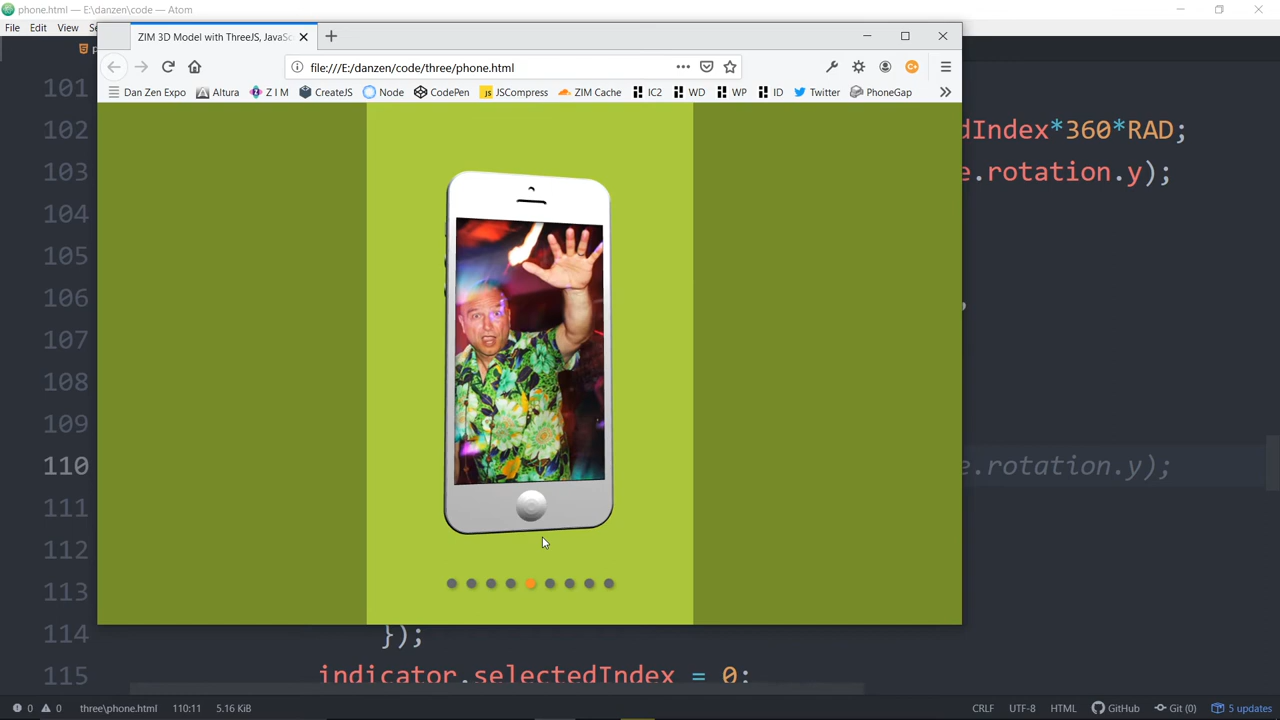 phone.html — E:\danzen\code — Atom
File Edit View
ZIM 3D Model with ThreeJS, JavaSc
file:///E:/danzen/code/three/phone.html
Dan Zen Expo Altura Z I M CreateJS Node CodePen JSCompress ZIM Cache IC2 WD WP ID Twitter PhoneGap
101
102 dIndex*360*RAD;
103 e.rotation.y);
104
105
106 ,
107
108
109
110 e.rotation.y);
111
112
113
114 });
115 indicator.selectedIndex = 0;
0 0 three\phone.html 110:11 5.16 KiB CRLF UTF-8 HTML GitHub Git (0) 5 updates